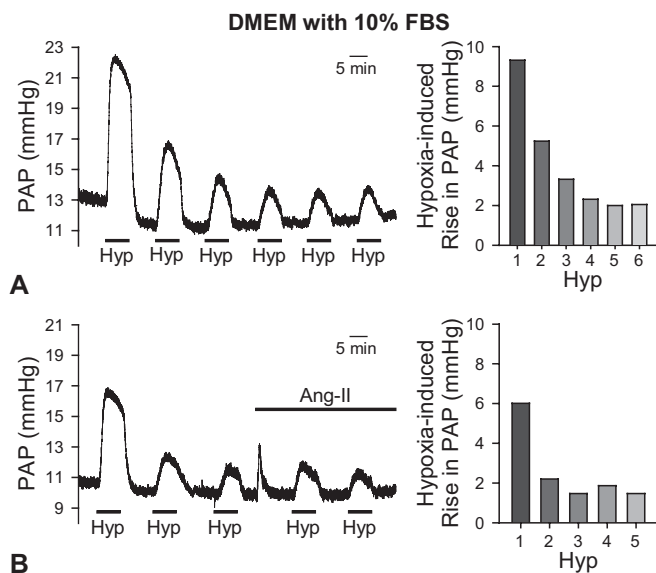 DMEM with 10% FBS
PAP (mmHg)
23
21
19
17
15
13
11
5 min
Hyp Hyp Hyp Hyp Hyp Hyp
A
Hypoxia-induced
Rise in PAP (mmHg)
10
8
6
4
2
0
1 2 3 4 5 6
Hyp
PAP (mmHg)
21
19
17
15
13
11
9
5 min
Ang-II
Hyp Hyp Hyp Hyp Hyp
B
Hypoxia-induced
Rise in PAP (mmHg)
10
8
6
4
2
0
1 2 3 4 5
Hyp